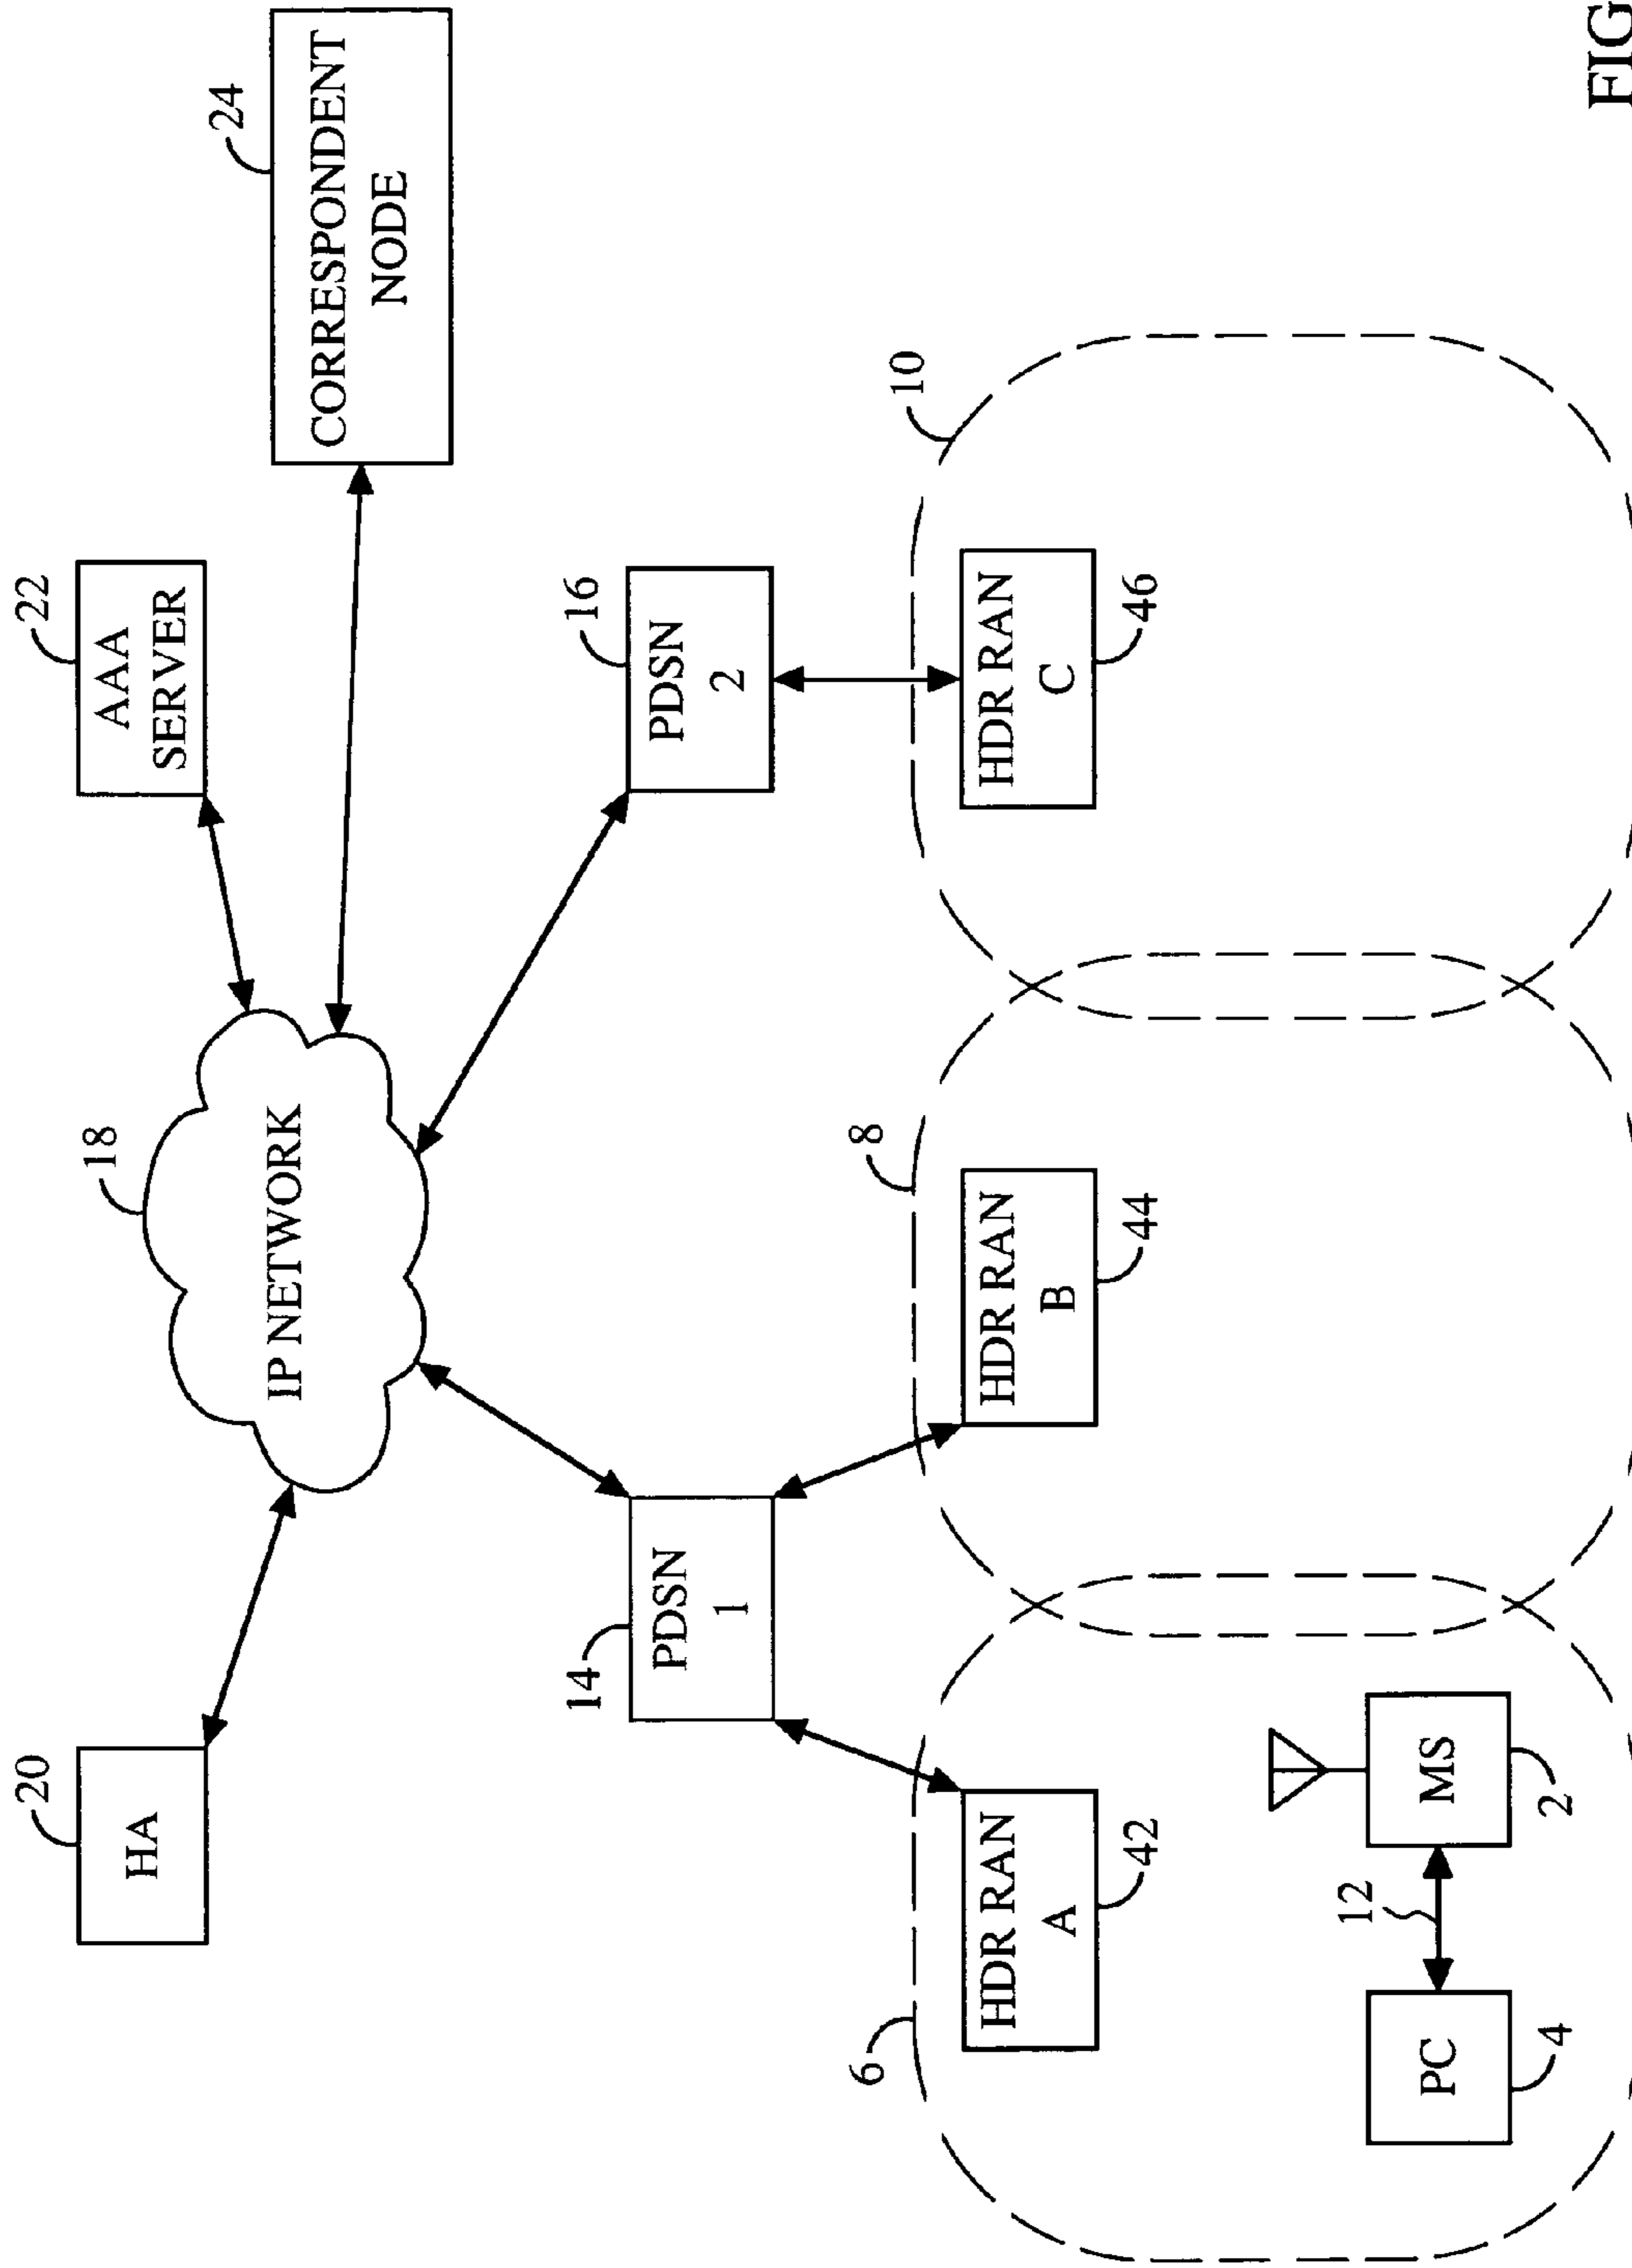 20
HA
18
IP NETWORK
22
AAA
SERVER
24
CORRESPONDENT
NODE
14
PDSN
1
16
PDSN
2
6
HDR RAN
A
42
8
HDR RAN
B
44
10
HDR RAN
C
46
PC
4
12
MS
2
FIG